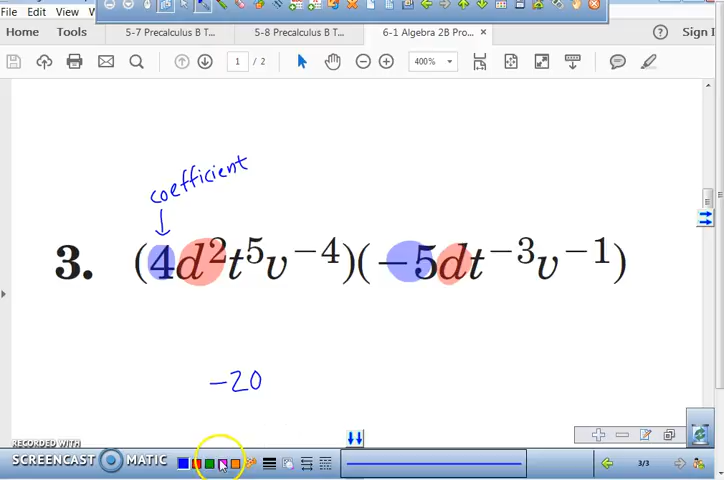 File Edit View
Home Tools 5-7 Precalculus B T... 5-8 Precalculus B T... 6-1 Algebra 2B Pro... × Sign I
1 / 2 400%
coefficient
3. (4d²t⁵v⁻⁴)(−5dt⁻³v⁻¹)
-20
RECORDED WITH
SCREENCAST MATIC
3/3